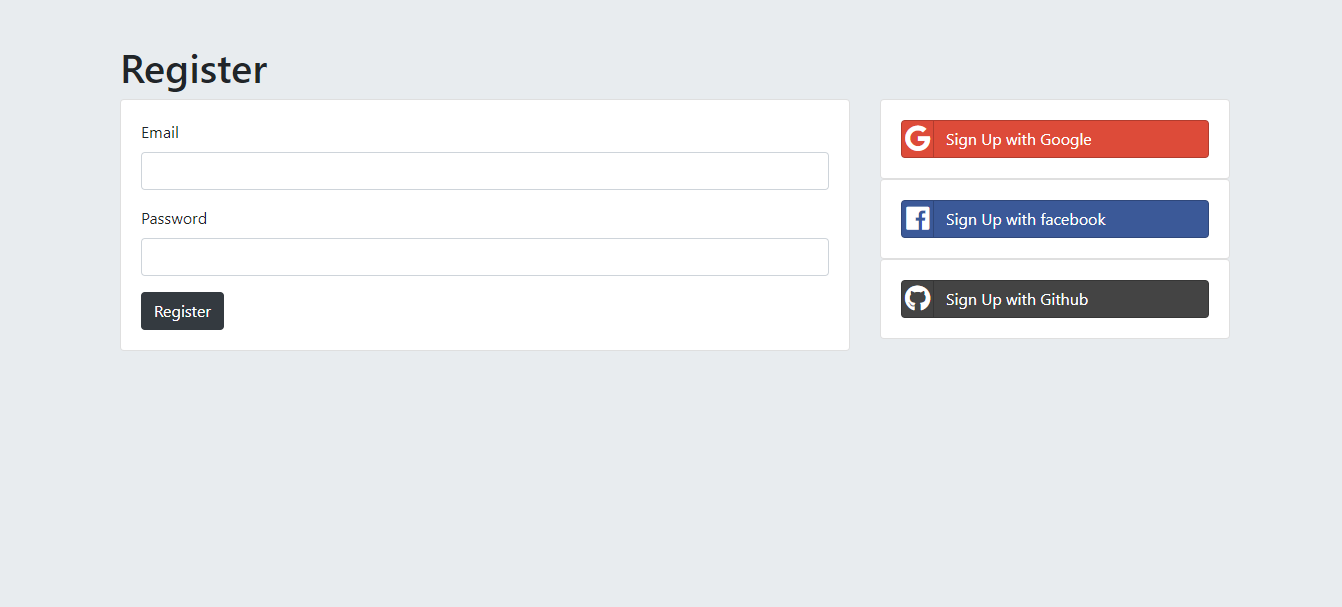 Register
Email
Password
Register
Sign Up with Google
Sign Up with facebook
Sign Up with Github